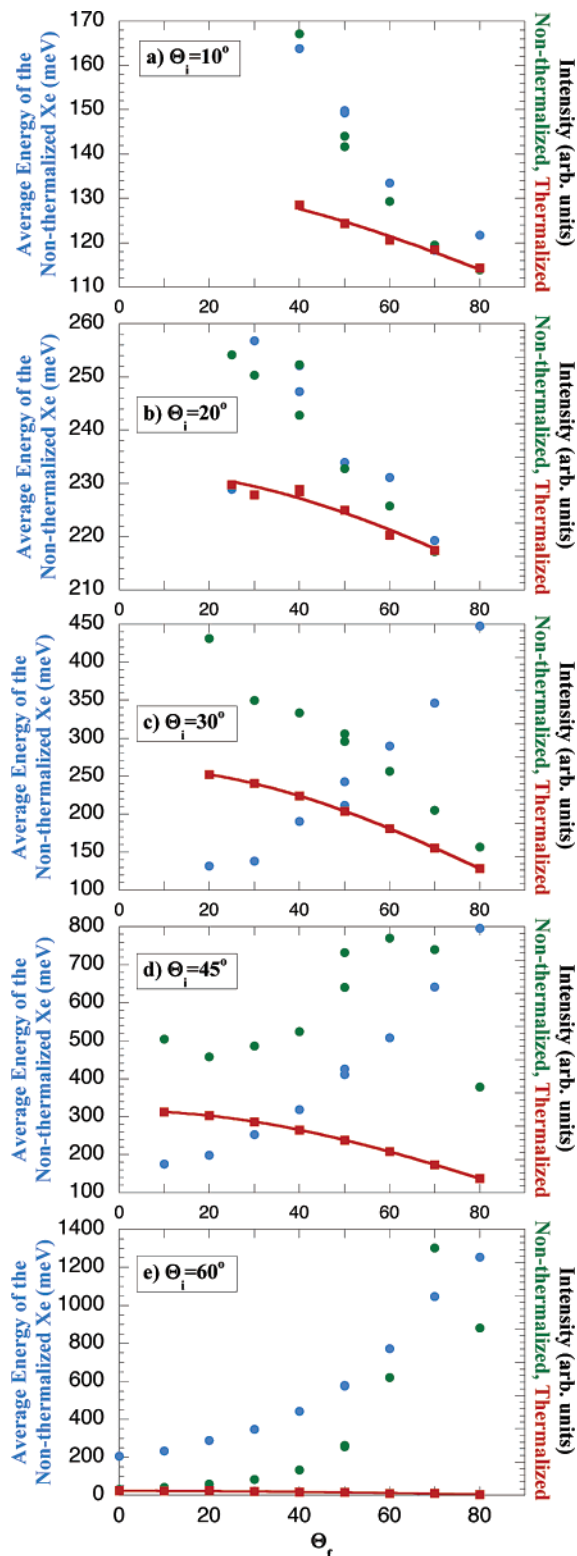 Average Energy of the
Non-thermalized Xe (meV)
170
160
150
140
130
120
110
a) Θi=10°
0
20
40
60
80
Intensity (arb. units)
Non-thermalized, Thermalized
Average Energy of the
Non-thermalized Xe (meV)
260
250
240
230
220
210
b) Θi=20°
0
20
40
60
80
Intensity (arb. units)
Non-thermalized, Thermalized
Average Energy of the
Non-thermalized Xe (meV)
450
400
350
300
250
200
150
100
c) Θi=30°
0
20
40
60
80
Intensity (arb. units)
Non-thermalized, Thermalized
Average Energy of the
Non-thermalized Xe (meV)
800
700
600
500
400
300
200
100
d) Θi=45°
0
20
40
60
80
Intensity (arb. units)
Non-thermalized, Thermalized
Average Energy of the
Non-thermalized Xe (meV)
1400
1200
1000
800
600
400
200
0
e) Θi=60°
0
20
40
60
80
Intensity (arb. units)
Non-thermalized, Thermalized
Θf